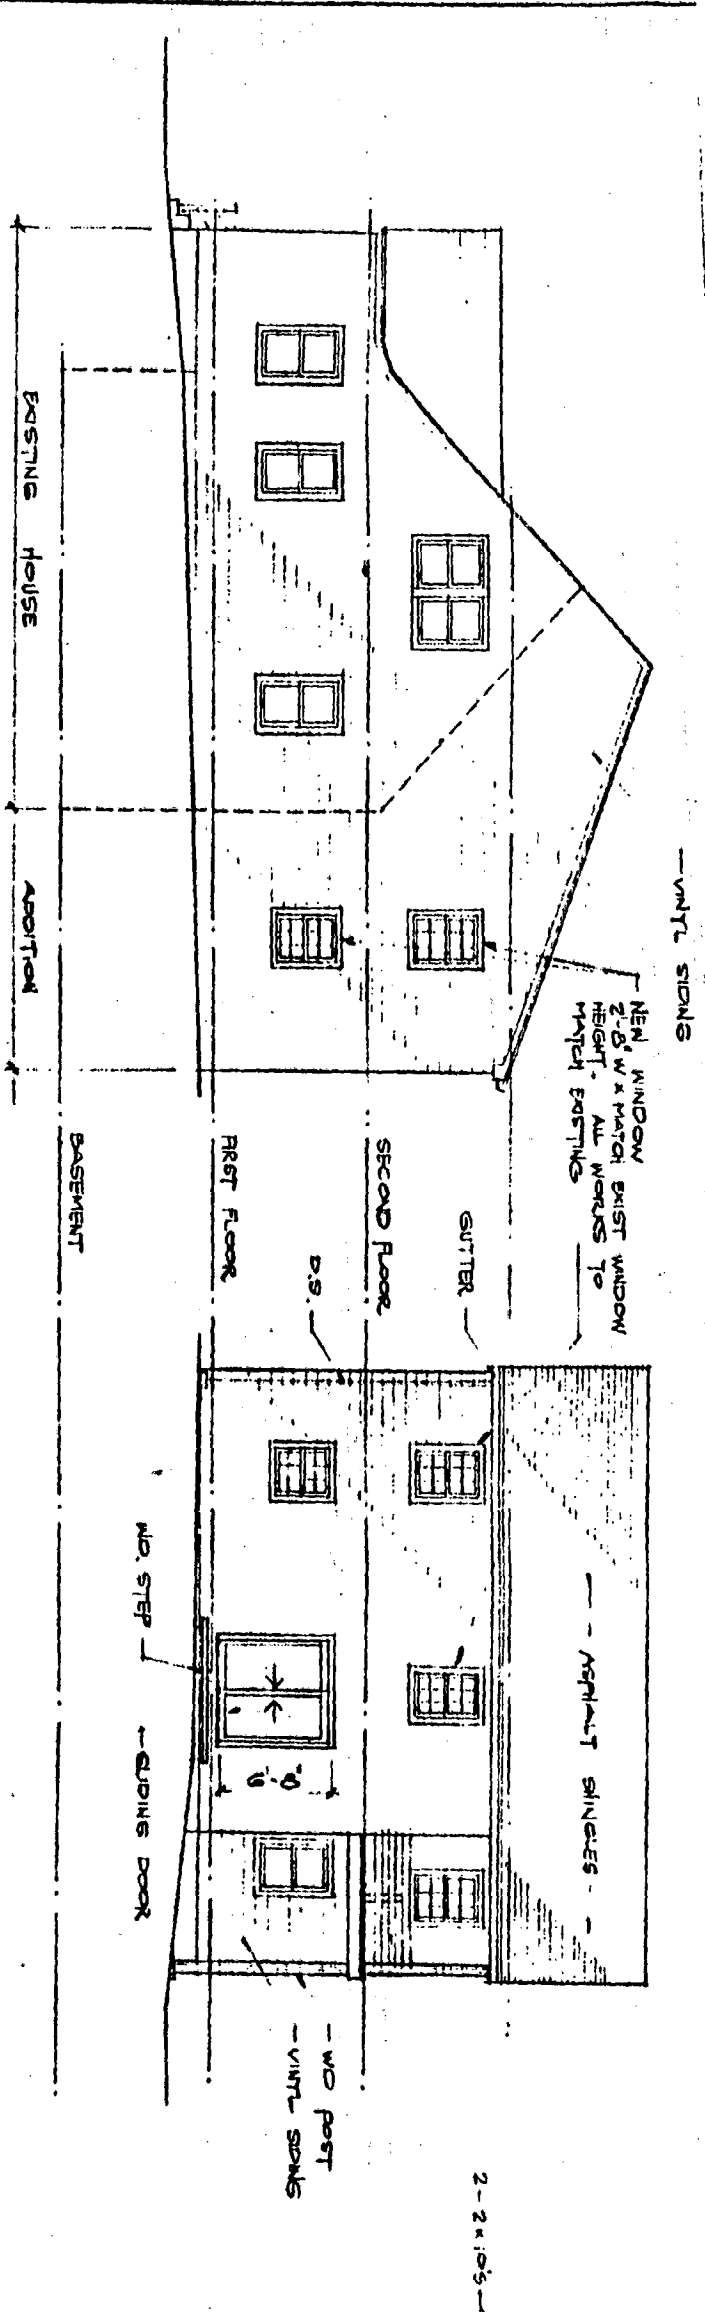 - VINYL SIDING
NEW WINDOW
2'-8" W x MATCH EXIST WINDOW
HEIGHT. ALL WORKS TO
MATCH EXISTING
GUTTER
SECOND FLOOR
D.S.
FIRST FLOOR
BASEMENT
EXISTING HOUSE
ADDITION
- ASPHALT SHINGLES -
6'-8"
WD. STEP
- SLIDING DOOR
- WD POST
- VINYL SIDING
2-2x10's